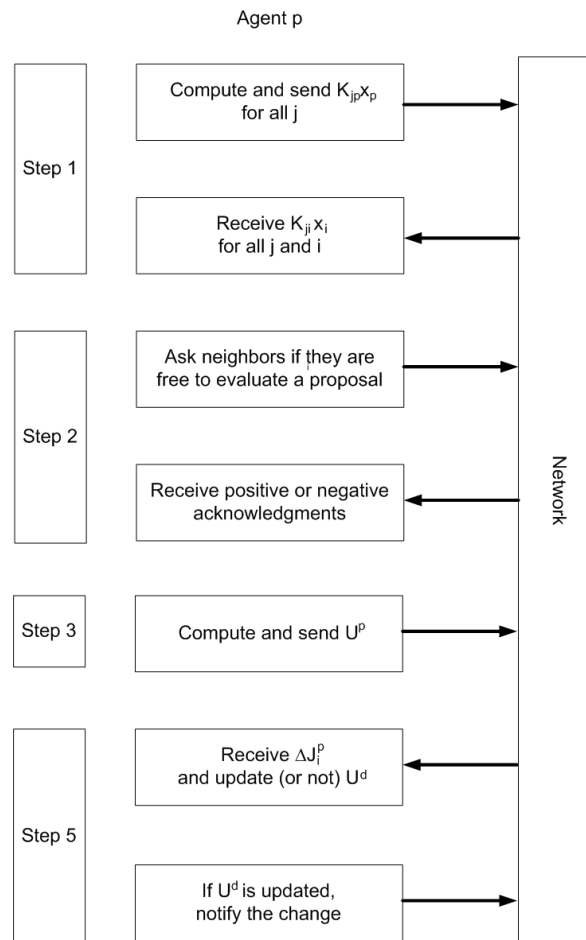 Agent p
Step 1
Compute and send K_jp x_p
for all j
Receive K_ji x_i
for all j and i
Step 2
Ask neighbors if they are
free to evaluate a proposal
Receive positive or negative
acknowledgments
Step 3
Compute and send U^p
Step 5
Receive ΔJ_i^p
and update (or not) U^d
If U^d is updated,
notify the change
Network